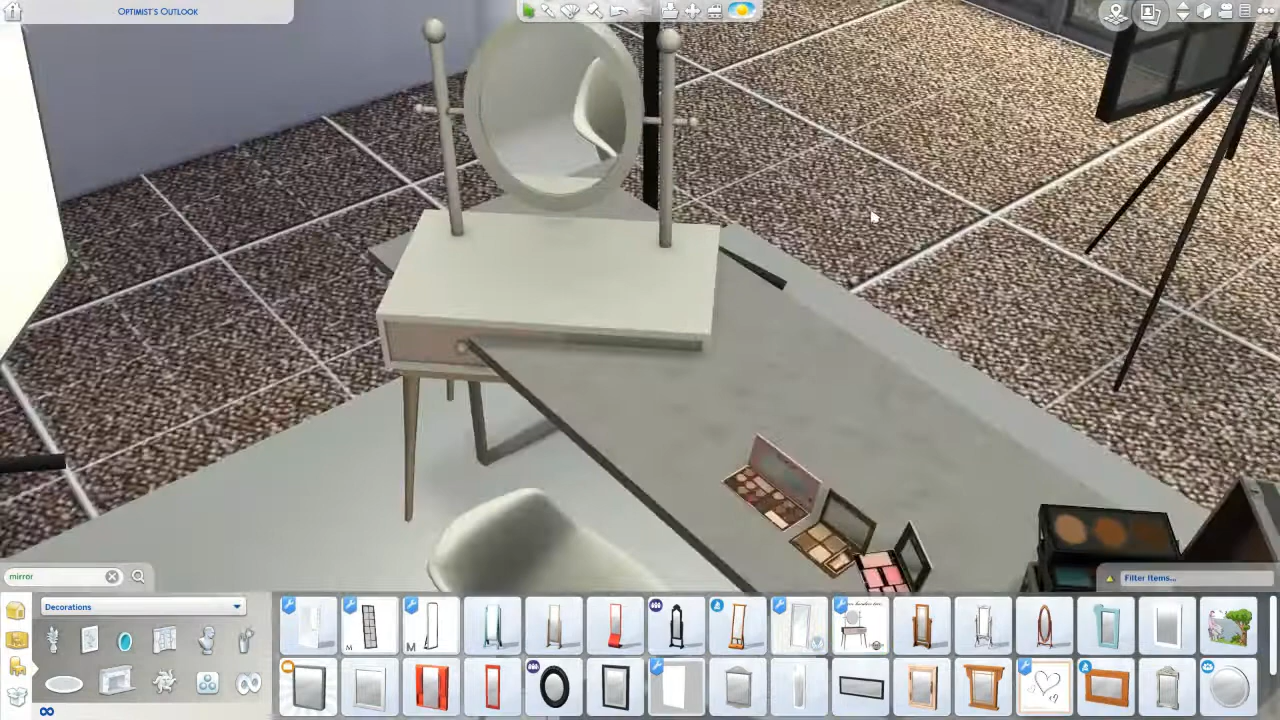 OPTIMIST'S OUTLOOK
mirror
Filter Items...
Decorations
M
M